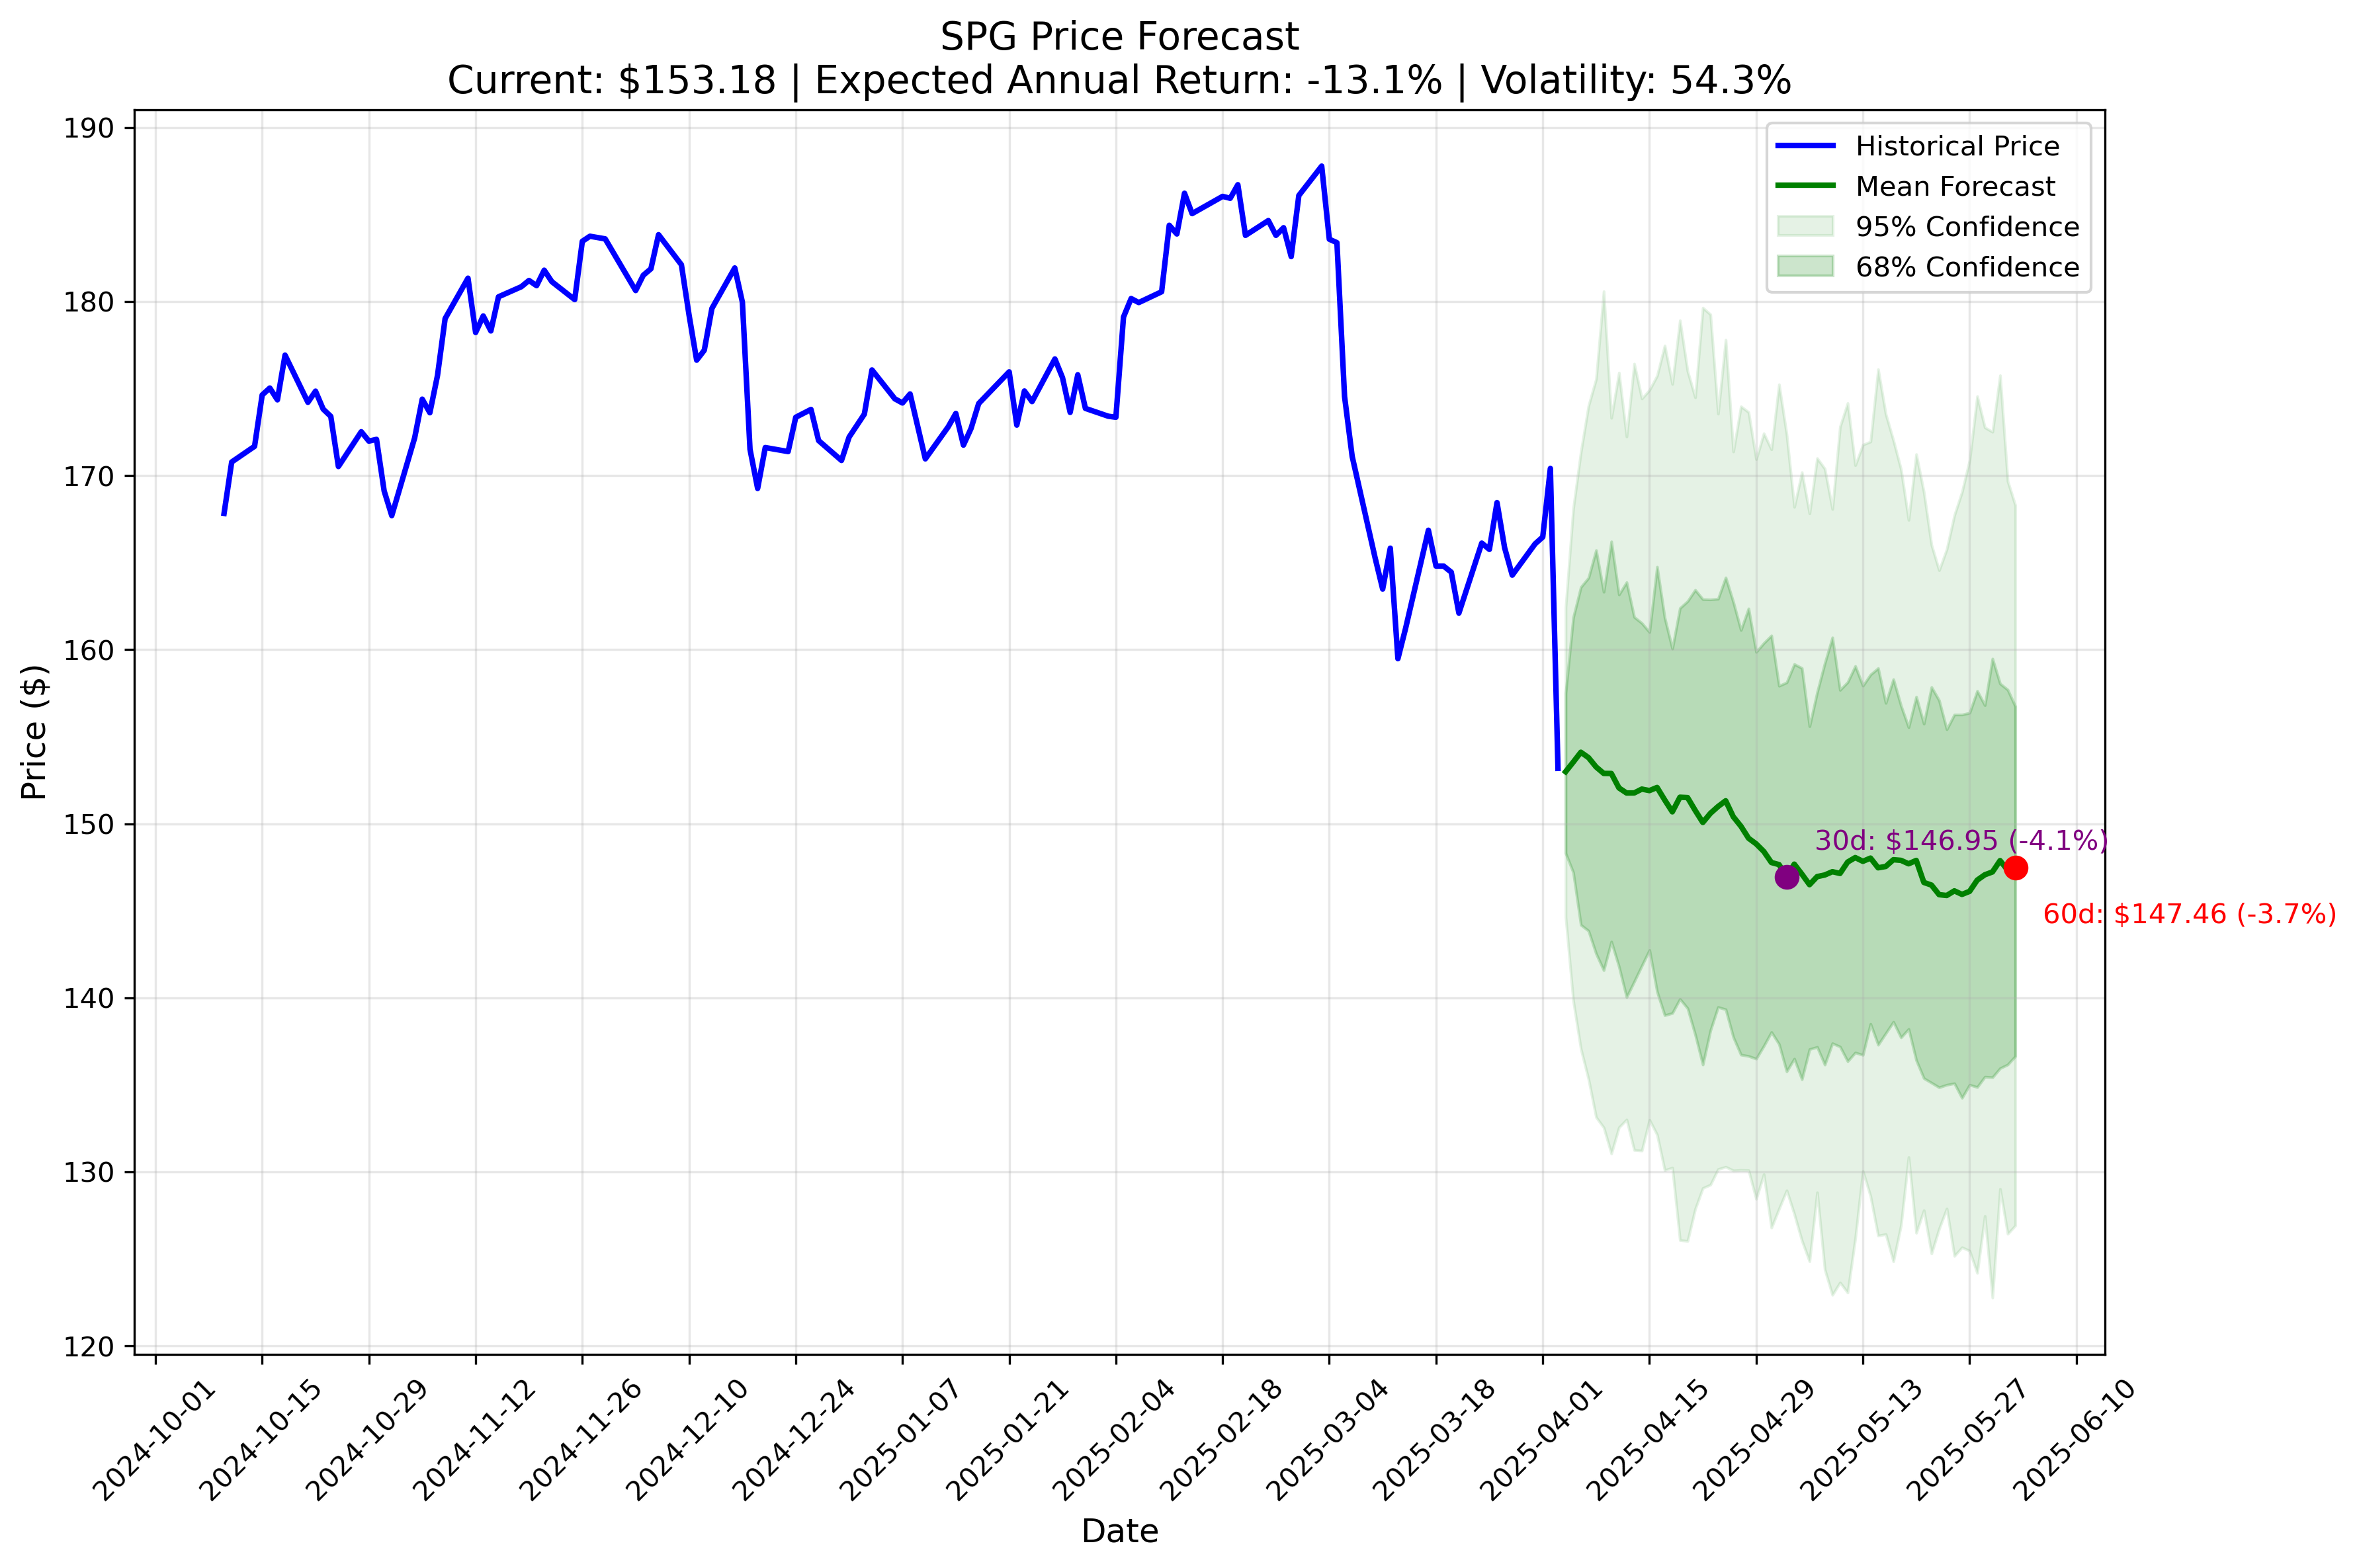 SPG Price Forecast
Current: $153.18 | Expected Annual Return: -13.1% | Volatility: 54.3%
Historical Price
Mean Forecast
95% Confidence
68% Confidence
Price ($)
190
180
170
160
150
140
130
120
30d: $146.95 (-4.1%)
60d: $147.46 (-3.7%)
2024-10-01
2024-10-15
2024-10-29
2024-11-12
2024-11-26
2024-12-10
2024-12-24
2025-01-07
2025-01-21
2025-02-04
2025-02-18
2025-03-04
2025-03-18
2025-04-01
2025-04-15
2025-04-29
2025-05-13
2025-05-27
2025-06-10
Date